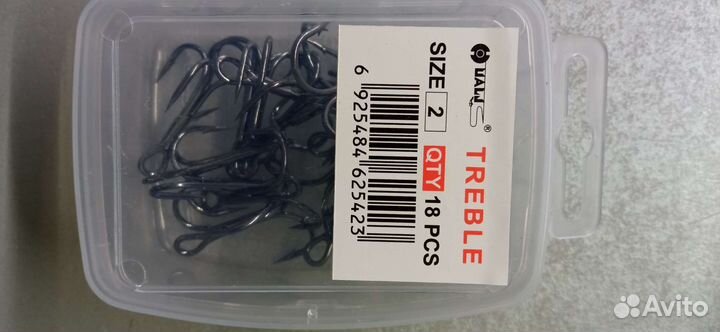 TREBLE
SIZE 2 QTY 18 PCS
6 925484 625423
Avito